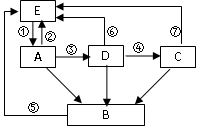 E
⑦
① ② ⑥
A ③ D ④ C
⑤ B